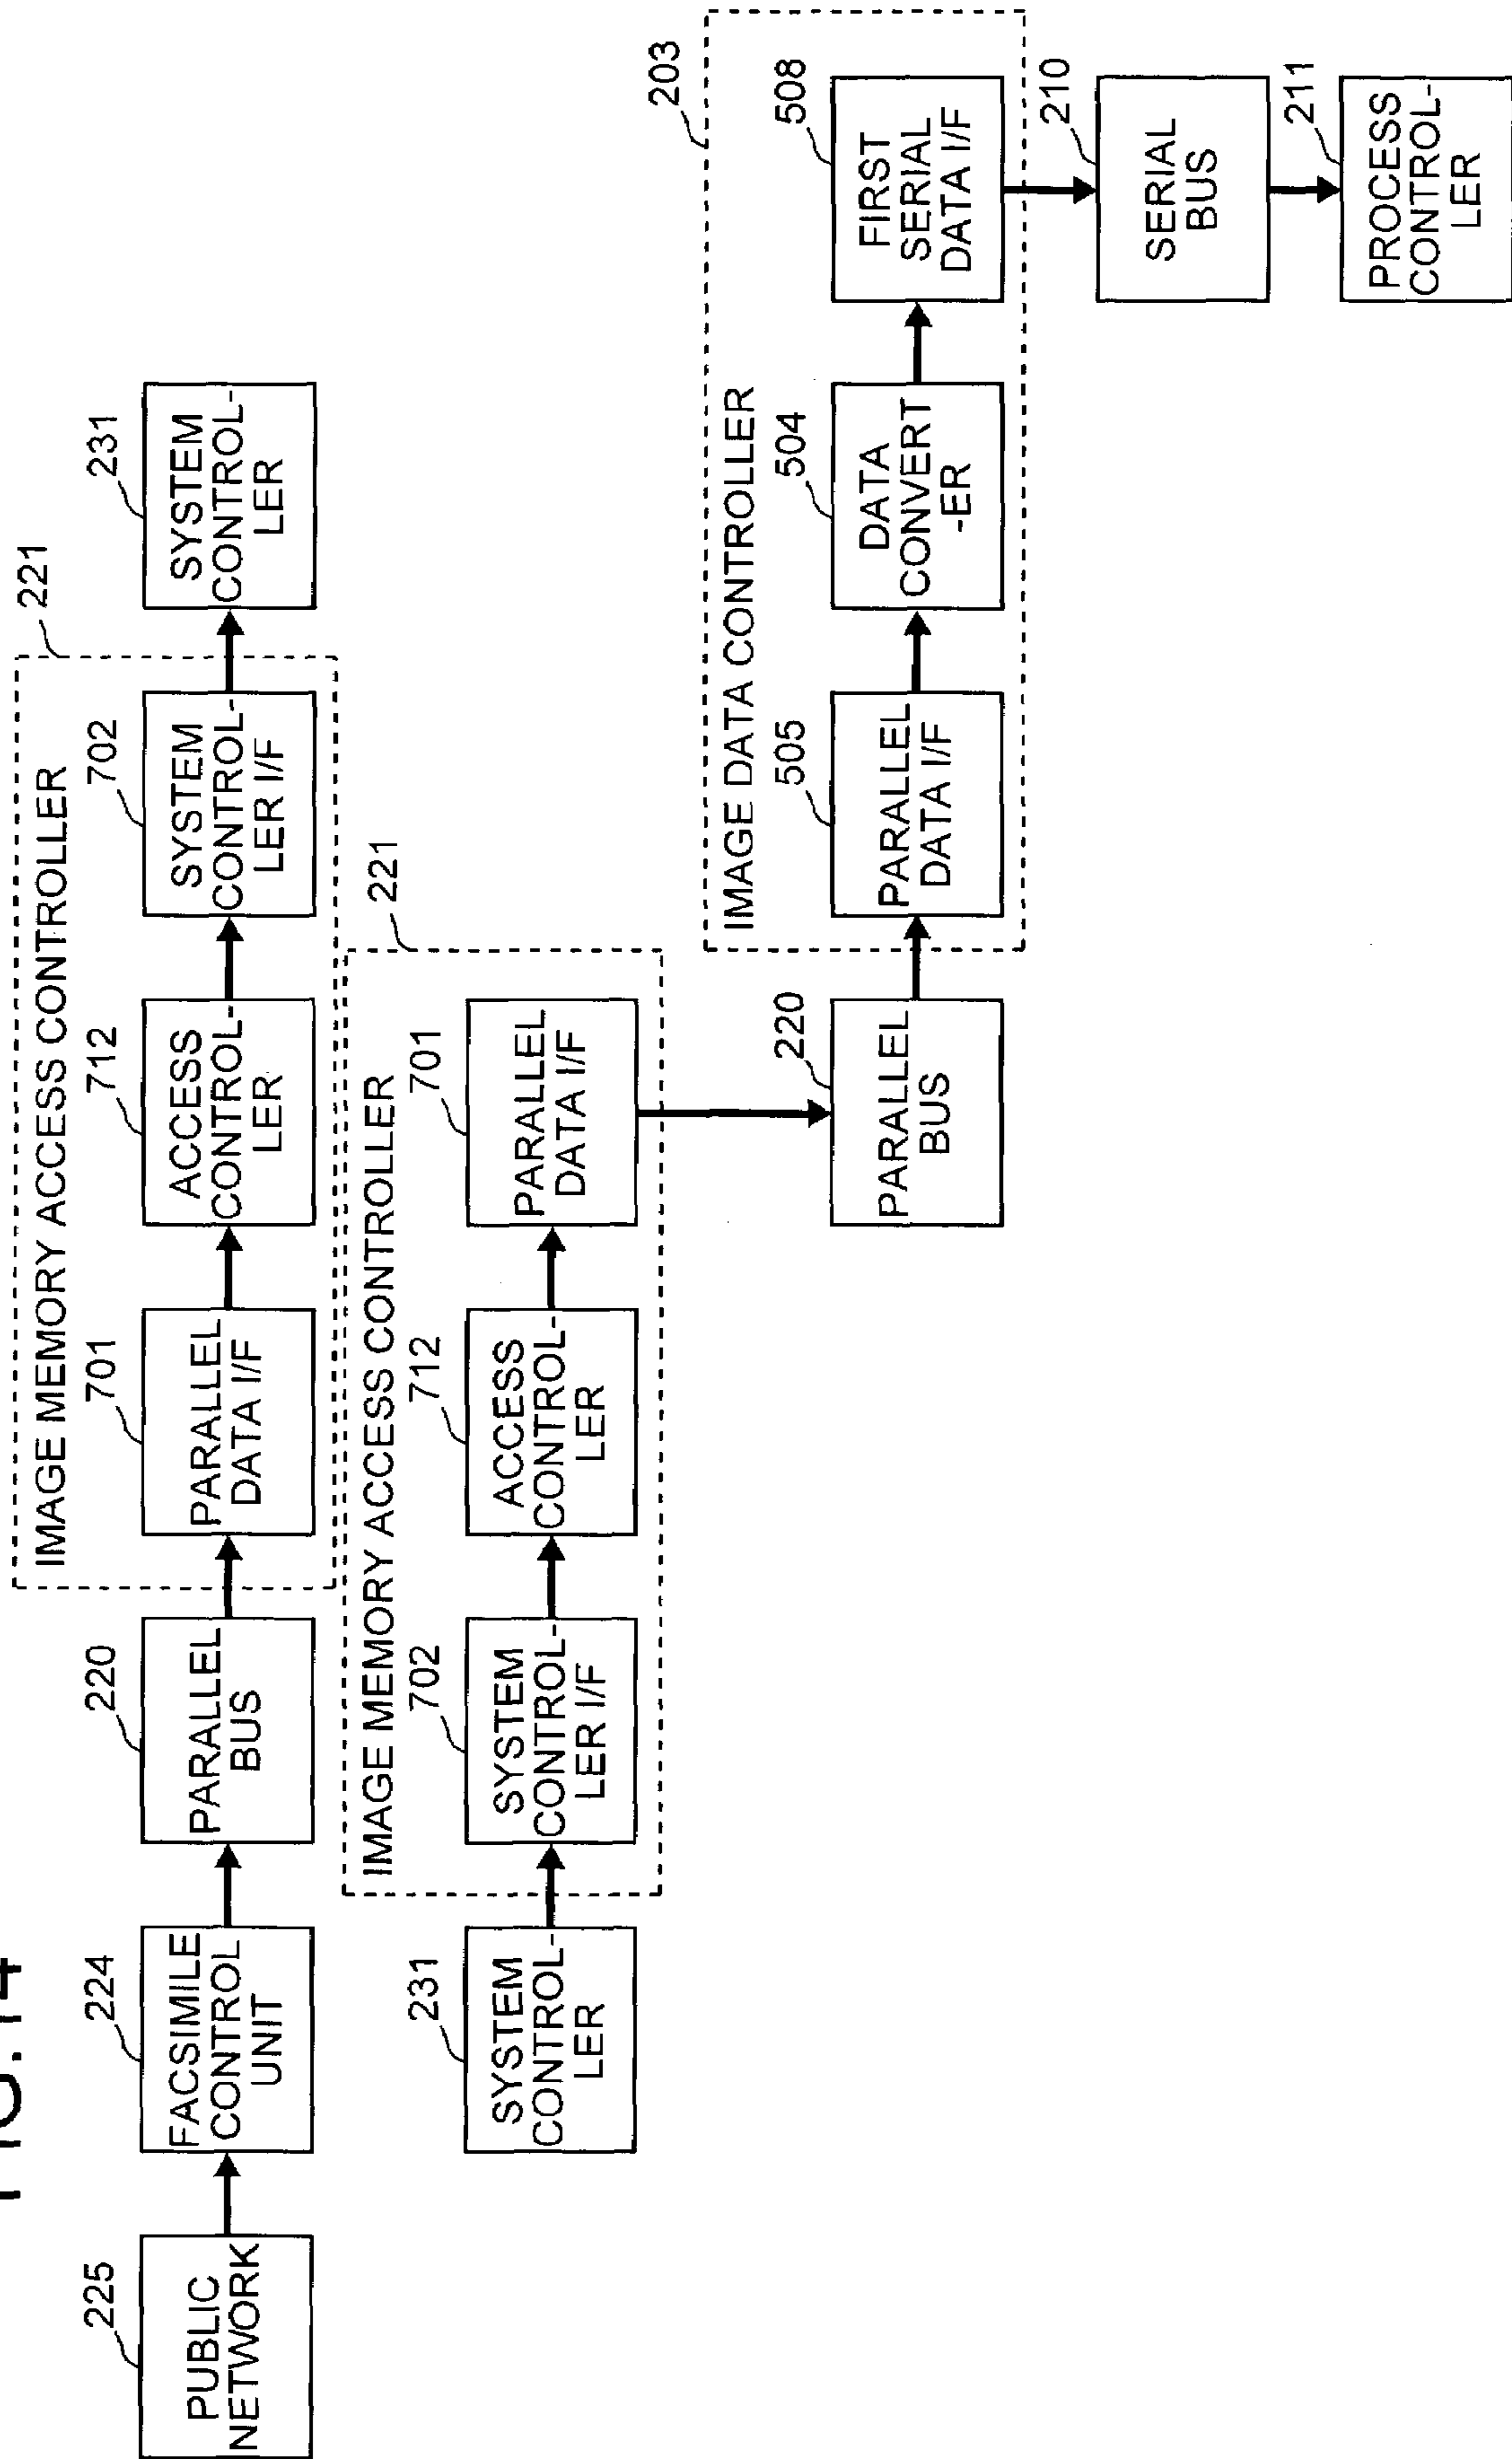 FIG.14
225
PUBLIC
NETWORK
224
FACSIMILE
CONTROL
UNIT
220
PARALLEL
BUS
IMAGE MEMORY ACCESS CONTROLLER
221
701
PARALLEL
DATA I/F
712
ACCESS
CONTROL-
LER
702
SYSTEM
CONTROL-
LER I/F
231
SYSTEM
CONTROL-
LER
231
SYSTEM
CONTROL-
LER
IMAGE MEMORY ACCESS CONTROLLER
221
702
SYSTEM
CONTROL-
LER I/F
712
ACCESS
CONTROL-
LER
701
PARALLEL
DATA I/F
220
PARALLEL
BUS
IMAGE DATA CONTROLLER
203
505
PARALLEL
DATA I/F
504
DATA
CONVERT
-ER
508
FIRST
SERIAL
DATA I/F
210
SERIAL
BUS
211
PROCESS
CONTROL-
LER